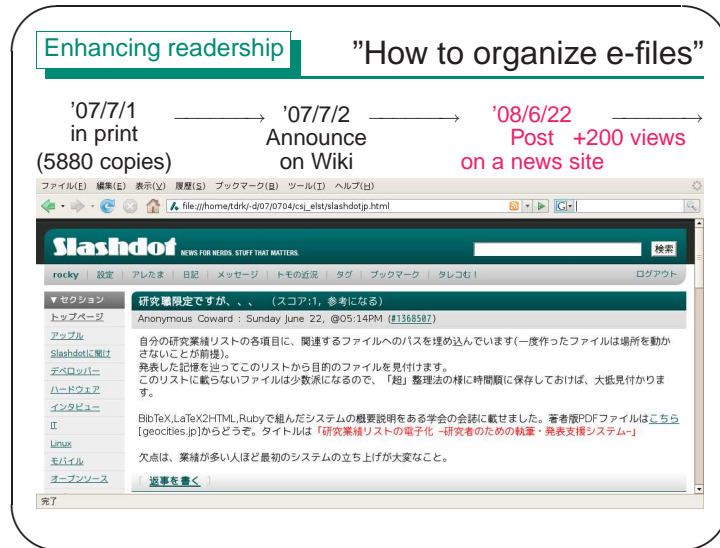 Enhancing readership
"How to organize e-files"
'07/7/1
in print
(5880 copies)
'07/7/2
Announce
on Wiki
'08/6/22
Post +200 views
on a news site
ファイル(F) 編集(E) 表示(V) 履歴(S) ブックマーク(B) ツール(T) ヘルプ(H)
file:///home/tdrk/-d/07/0704/csj_elst/slashdotjp.html
G
Slashdot NEWS FOR NERDS. STUFF THAT MATTERS.
検索
rocky | 設定 | アレたま | 日記 | メッセージ | トモの近況 | タグ | ブックマーク | タレコむ!
ログアウト
▼セクション
トップページ
アップル
Slashdotに聞け
デベロッパー
ハードウェア
インタビュー
IT
Linux
モバイル
オープンソース
研究職限定ですが、、、 (スコア:1, 参考になる)
Anonymous Coward : Sunday June 22, @05:14PM (#1368507)
自分の研究業績リストの各項目に、関連するファイルへのパスを埋め込んでいます(一度作ったファイルは場所を動か
さないことが前提)。
発表した記憶を辿ってこのリストから目的のファイルを見付けます。
このリストに載らないファイルは少数派になるので、「超」整理法の様に時間順に保存しておけば、大抵見付かりま
す。
BibTeX,LaTeX2HTML,Rubyで組んだシステムの概要説明をある学会の会誌に載せました。著者版PDFファイルはこちら
[geocities.jp]からどうぞ。タイトルは「研究業績リストの電子化 –研究者のための執筆・発表支援システム–」
欠点は、業績が多い人ほど最初のシステムの立ち上げが大変なこと。
[ 返事を書く ]
完了